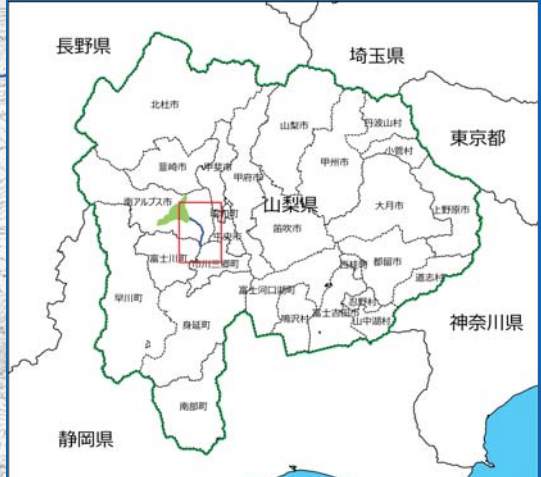 長野県
埼玉県
北杜市
山梨市
丹波山村
小菅村
東京都
韮崎市
甲斐市
甲府市
甲州市
南アルプス市
昭和町
山梨県
大月市
上野原市
中央市
笛吹市
富士川町
市川三郷町
西桂町
都留市
道志村
早川町
富士河口湖町
忍野村
鳴沢村
富士吉田市
山中湖村
神奈川県
身延町
南部町
静岡県